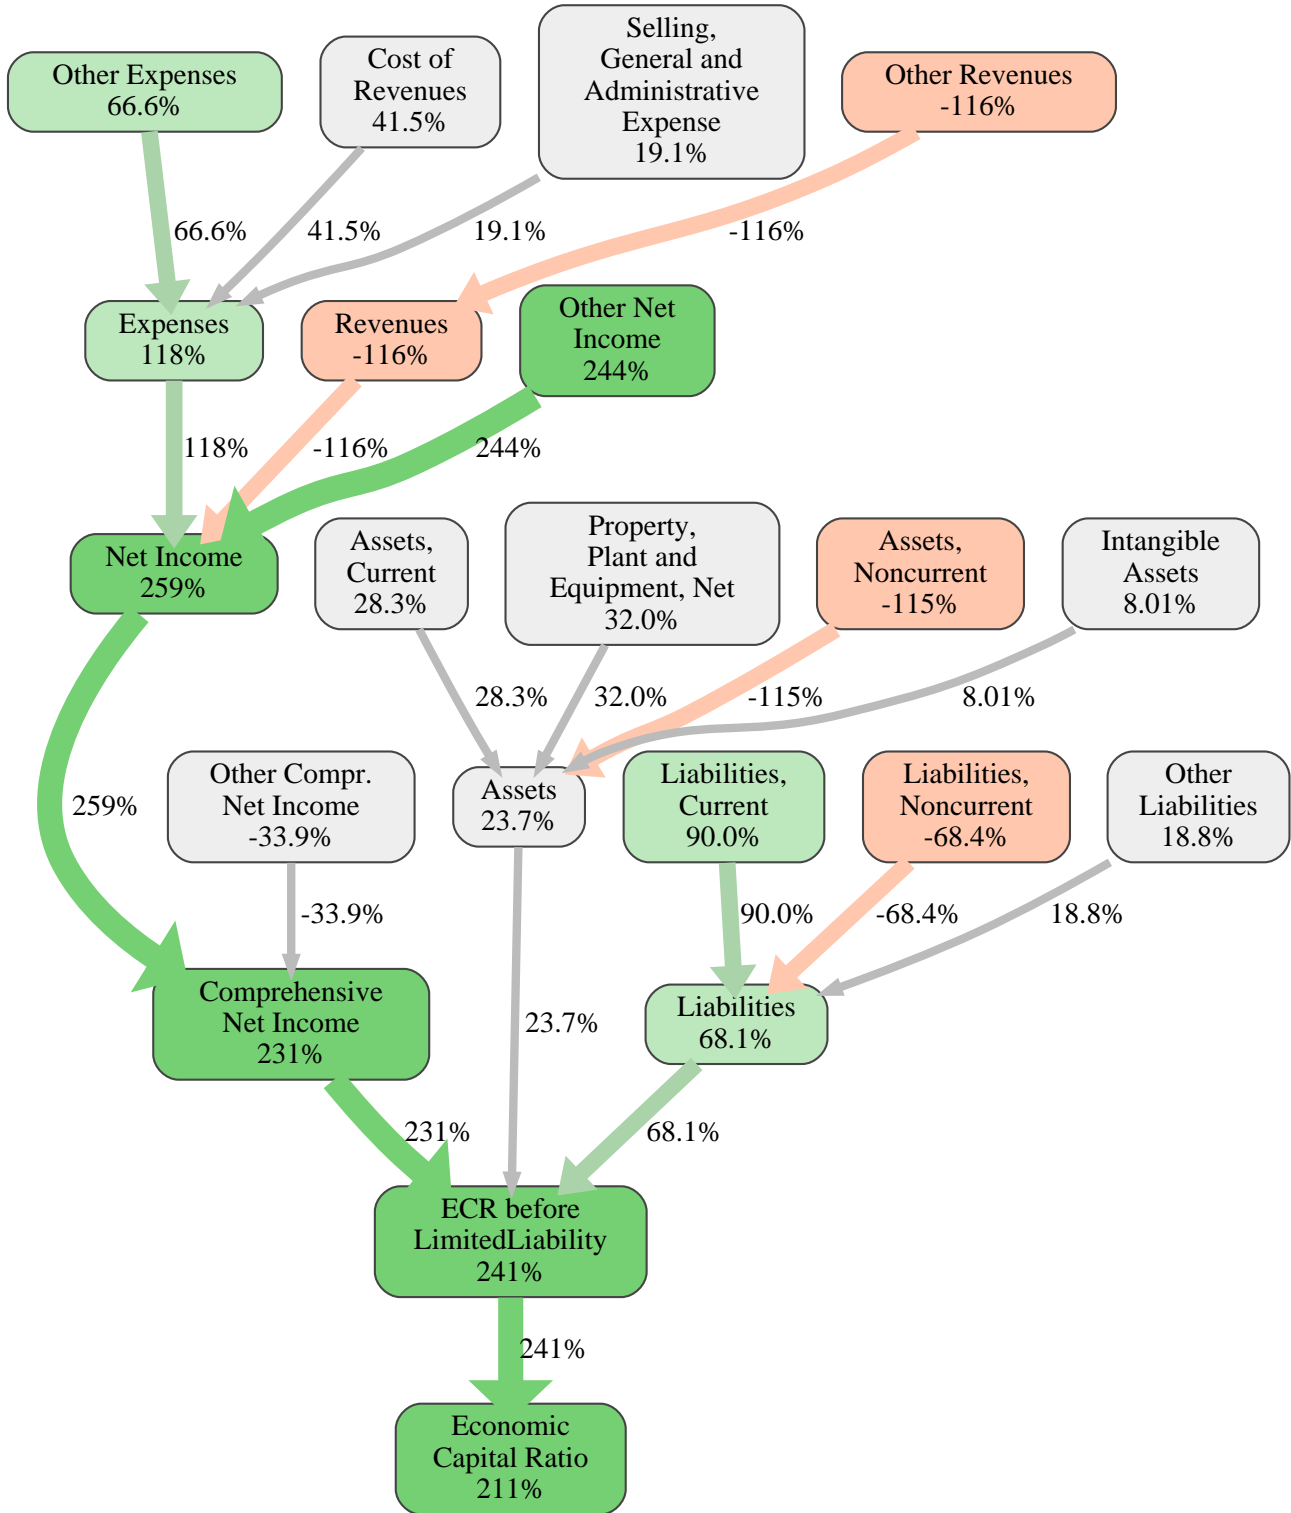 Other Expenses
66.6%
Cost of
Revenues
41.5%
Selling,
General and
Administrative
Expense
19.1%
Other Revenues
-116%
66.6%
41.5%
19.1%
-116%
Expenses
118%
Revenues
-116%
Other Net
Income
244%
118%
-116%
244%
Net Income
259%
Assets,
Current
28.3%
Property,
Plant and
Equipment, Net
32.0%
Assets,
Noncurrent
-115%
Intangible
Assets
8.01%
28.3%
32.0%
-115%
8.01%
259%
Other Compr.
Net Income
-33.9%
Assets
23.7%
Liabilities,
Current
90.0%
Liabilities,
Noncurrent
-68.4%
Other
Liabilities
18.8%
-33.9%
90.0%
-68.4%
18.8%
Comprehensive
Net Income
231%
23.7%
Liabilities
68.1%
231%
68.1%
ECR before
LimitedLiability
241%
241%
Economic
Capital Ratio
211%